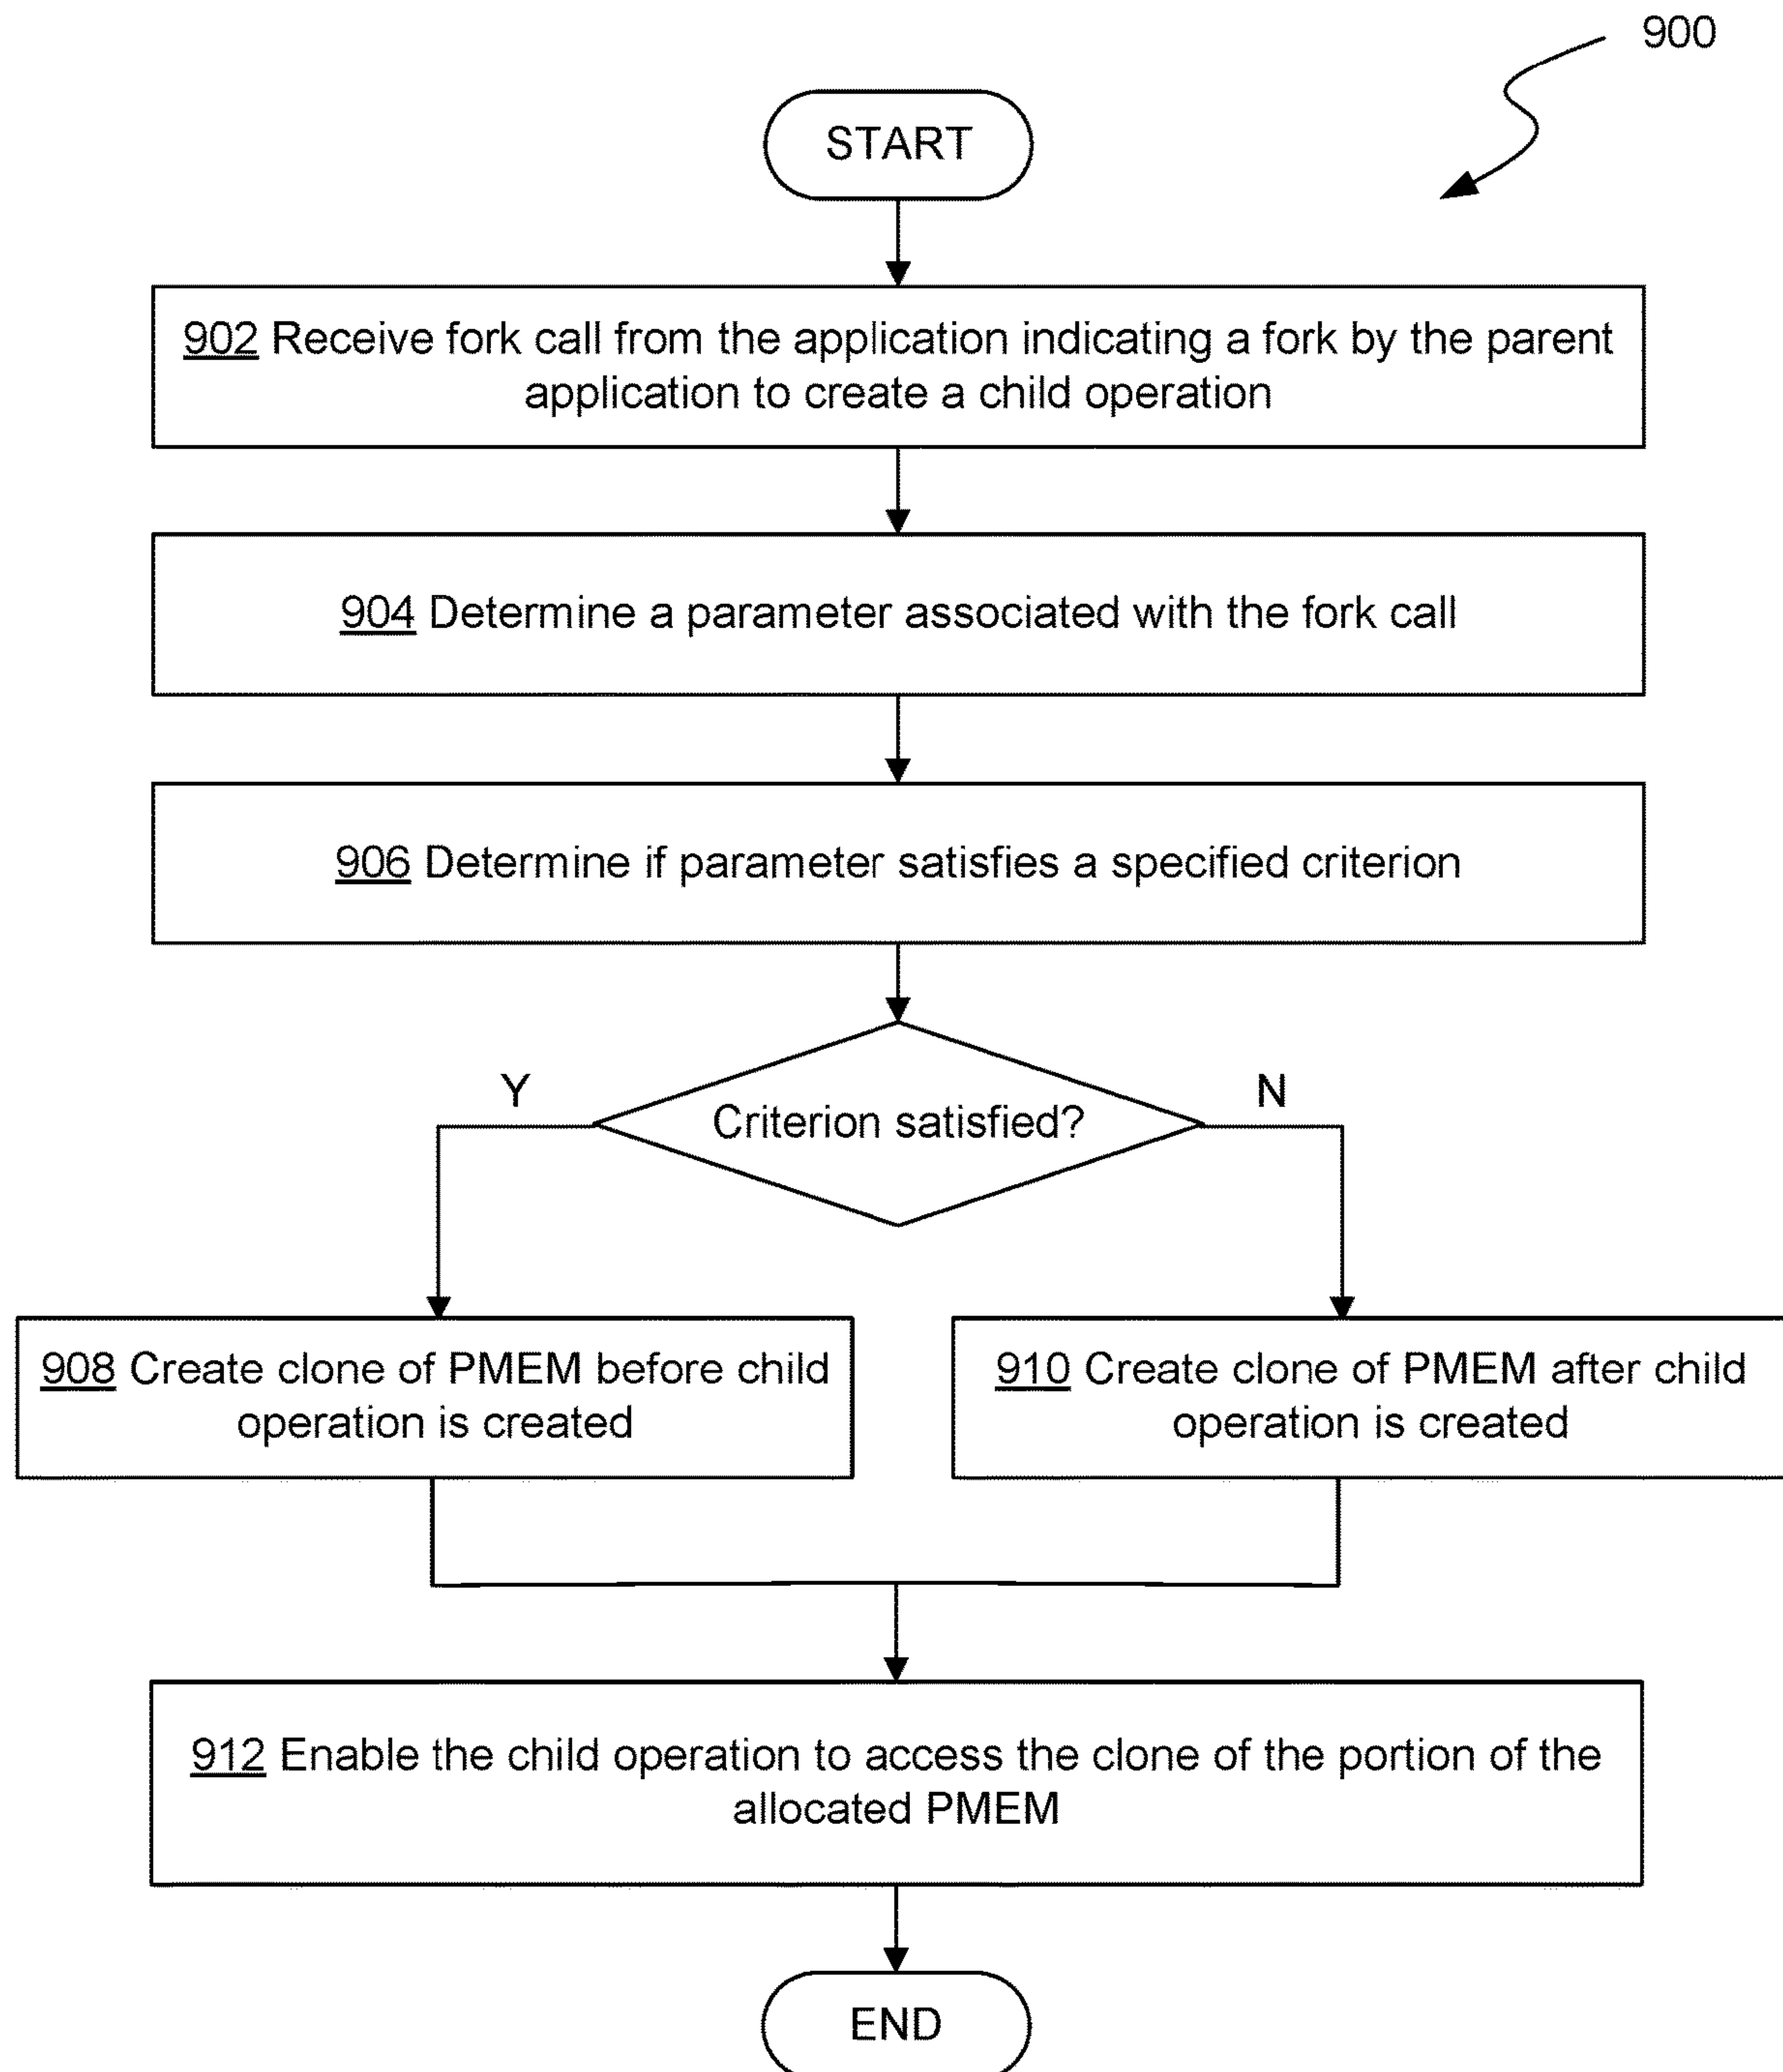 900
START
902 Receive fork call from the application indicating a fork by the parent
application to create a child operation
904 Determine a parameter associated with the fork call
906 Determine if parameter satisfies a specified criterion
Criterion satisfied?
Y
N
908 Create clone of PMEM before child
operation is created
910 Create clone of PMEM after child
operation is created
912 Enable the child operation to access the clone of the portion of the
allocated PMEM
END